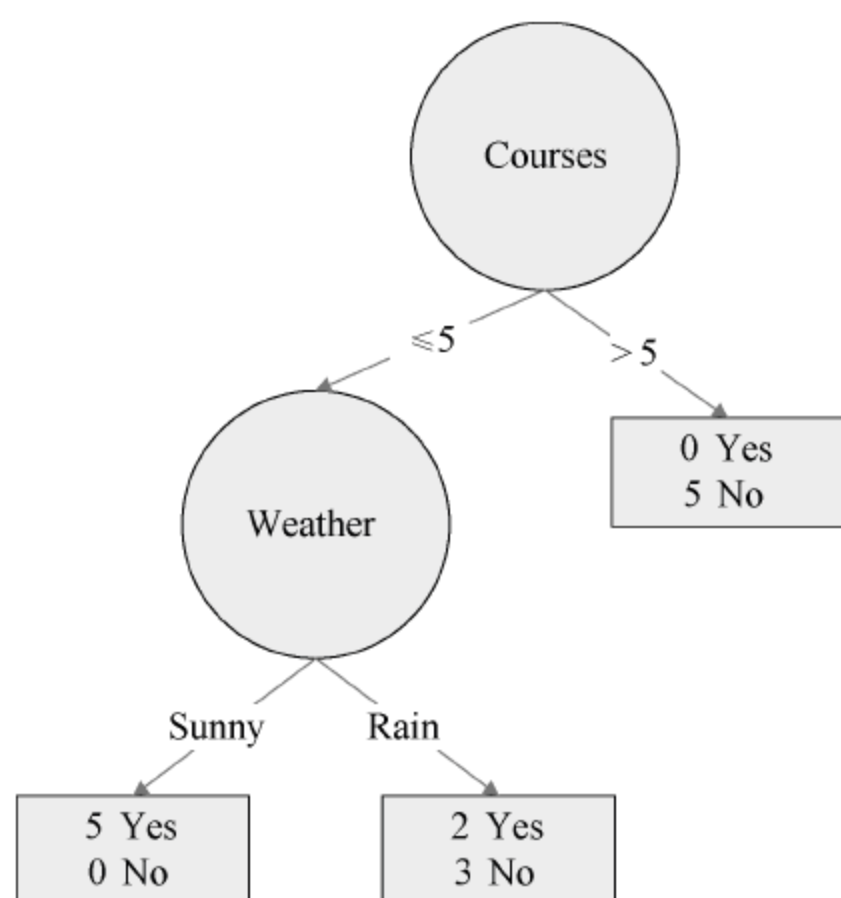 Courses
⩽5
>5
0 Yes
5 No
Weather
Sunny
Rain
5 Yes
0 No
2 Yes
3 No